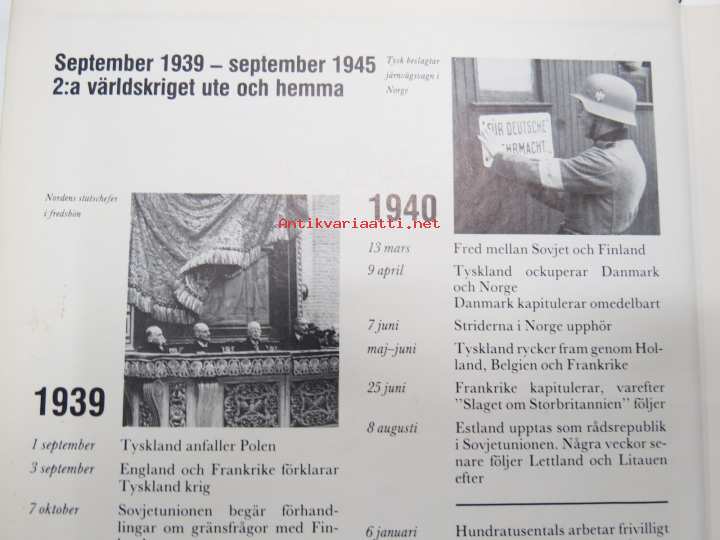 September 1939 – september 1945
2:a världskriget ute och hemma
Nordens statschefer
i fredsbön
1939
1 september Tyskland anfaller Polen
3 september England och Frankrike förklarar
Tyskland krig
7 oktober Sovjetunionen begär förhand-
lingar om gränsfrågor med Fin-
Tysk beslagtar
järnvägsvagn i
Norge
FÜR DEUTSCHE
EHRMACHT
1940
Antikvariaatti.net
13 mars Fred mellan Sovjet och Finland
9 april Tyskland ockuperar Danmark
och Norge
Danmark kapitulerar omedelbart
7 juni Striderna i Norge upphör
maj–juni Tyskland rycker fram genom Hol-
land, Belgien och Frankrike
25 juni Frankrike kapitulerar, varefter
"Slaget om Storbritannien" följer
8 augusti Estland upptas som rådsrepublik
i Sovjetunionen. Några veckor se-
nare följer Lettland och Litauen
efter
6 januari Hundratusentals arbetar frivilligt